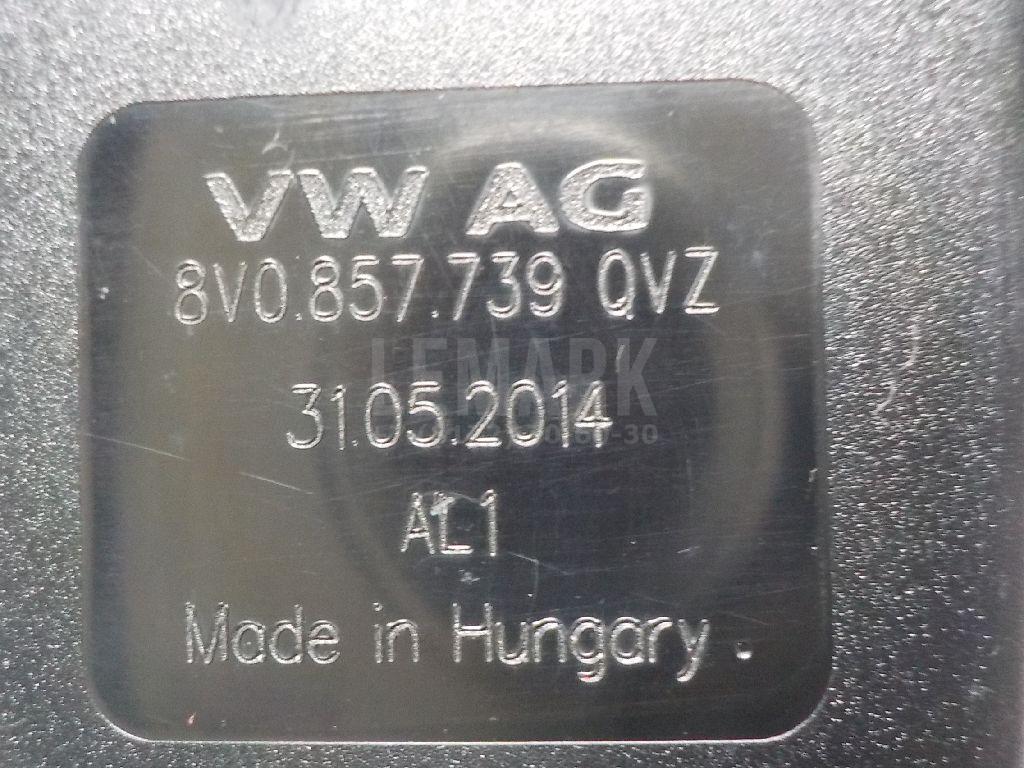 VW AG
8V0.857.739 QVZ
LEMARK
31.05.2014
AL1
Made in Hungary.